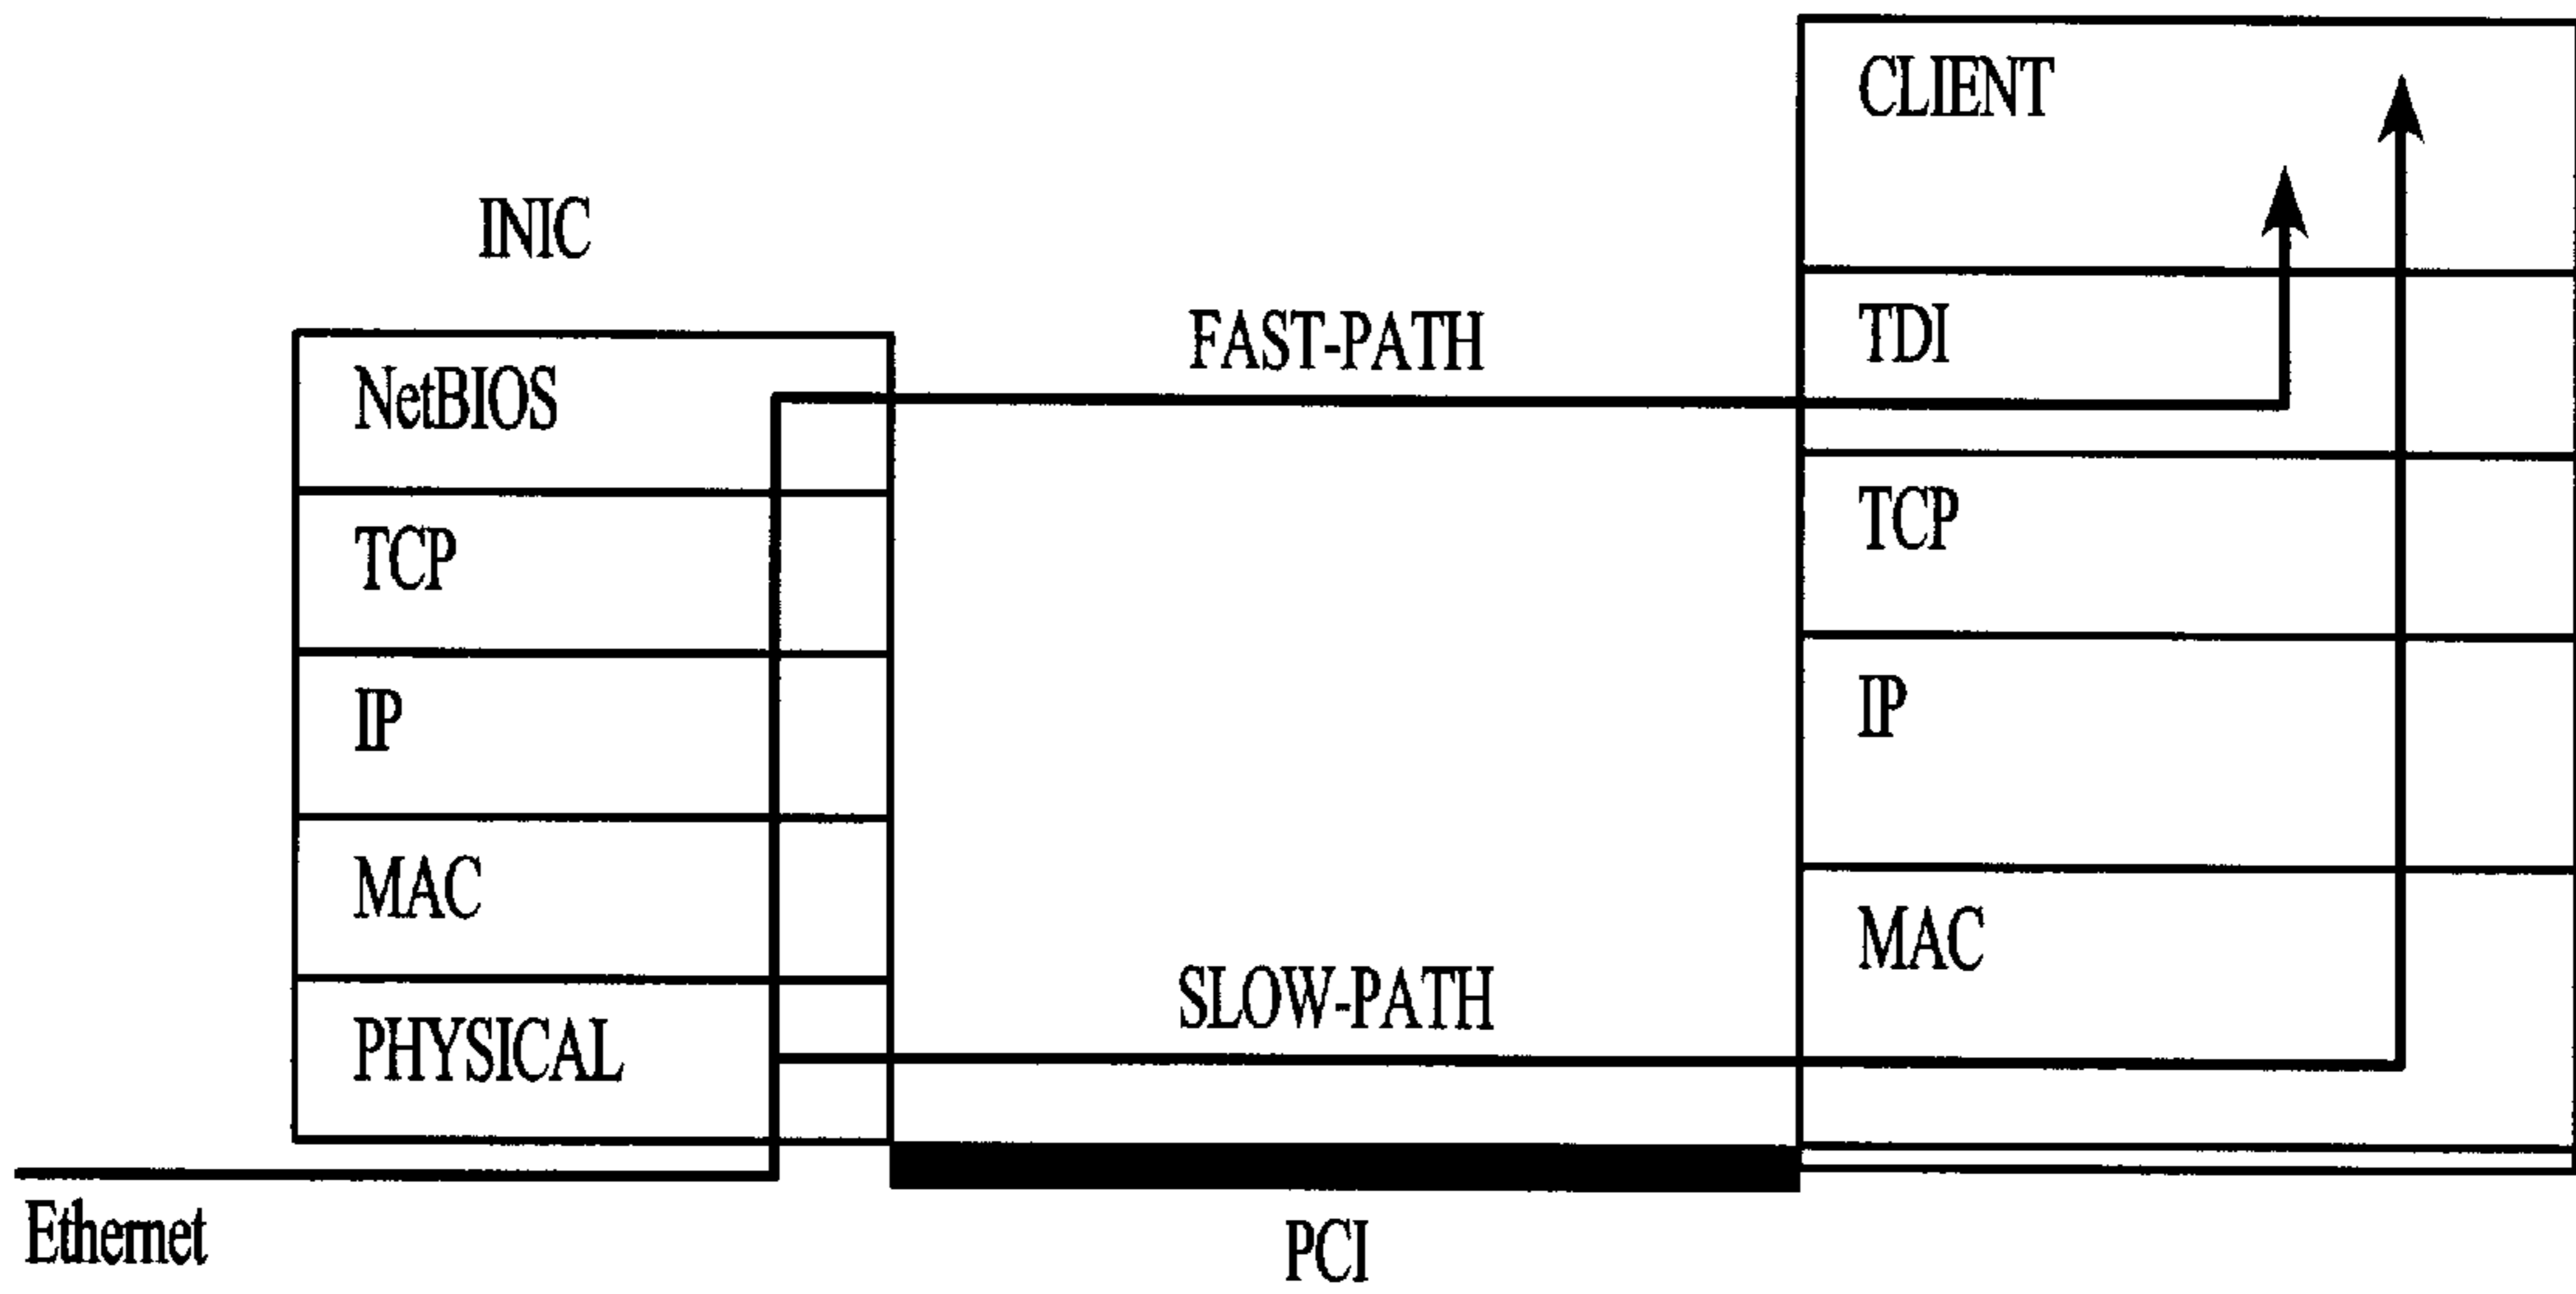 INIC
NetBIOS
TCP
IP
MAC
PHYSICAL
Ethernet
FAST-PATH
SLOW-PATH
PCI
CLIENT
TDI
TCP
IP
MAC